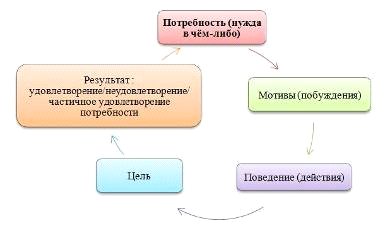 Потребность (нужда
в чём-либо)
Мотивы (побуждения)
Поведение (действия)
Цель
Результат :
удовлетворение/неудовлетворение/
частичное удовлетворение
потребности